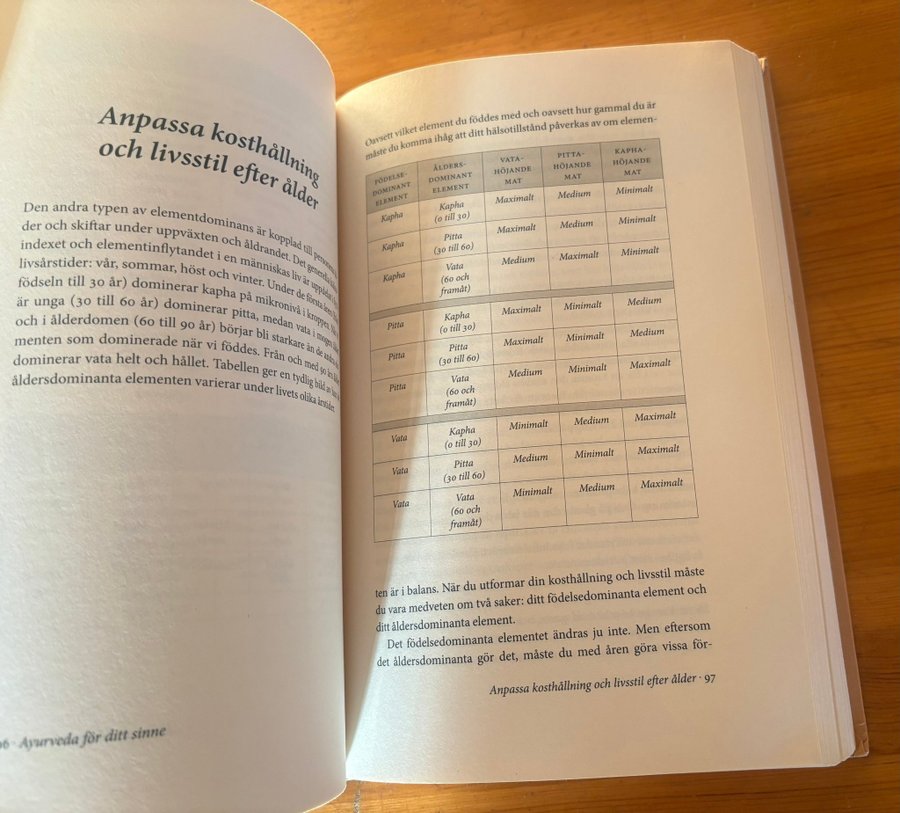 Anpassa kosthållning
och livsstil efter ålder
Den andra typen av elementdominans är kopplad till
der och skiftar under uppväxten och åldrandet. Det
indexet och elementinflytandet i en människas liv är
livsårstider: vår, sommar, höst och vinter. Under de första
födseln till 30 år) dominerar kapha på mikronivå i kroppen.
är unga (30 till 60 år) dominerar pitta, medan vata i
och i ålderdomen (60 till 90 år) börjar bli starkare än de
menten som dominerade när vi föddes. Från och med 90 års
dominerar vata helt och hållet. Tabellen ger en tydlig bild av
åldersdominanta elementen varierar under livets olika årstider.
Ayurveda för ditt sinne
Oavsett vilket element du föddes med och oavsett hur gammal du är
måste du komma ihåg att ditt hälsotillstånd påverkas av om elemen-
FÖDELSE-DOMINANT ELEMENT ÅLDERS-DOMINANT ELEMENT VATA-HÖJANDE MAT PITTA-HÖJANDE MAT KAPHA-HÖJANDE MAT
Kapha Kapha (0 till 30) Maximalt Medium Minimalt
Kapha Pitta (30 till 60) Maximalt Medium Minimalt
Kapha Vata (60 och framåt) Medium Maximalt Minimalt
Pitta Kapha (0 till 30) Maximalt Minimalt Medium
Pitta Pitta (30 till 60) Maximalt Minimalt Medium
Pitta Vata (60 och framåt) Medium Minimalt Maximalt
Vata Kapha (0 till 30) Minimalt Medium Maximalt
Vata Pitta (30 till 60) Medium Minimalt Maximalt
Vata Vata (60 och framåt) Minimalt Medium Maximalt
ten är i balans. När du utformar din kosthållning och livsstil måste
du vara medveten om två saker: ditt födelsedominanta element och
ditt åldersdominanta element.
Det födelsedominanta elementet ändras ju inte. Men eftersom
det åldersdominanta gör det, måste du med åren göra vissa för-
Anpassa kosthållning och livsstil efter ålder · 97